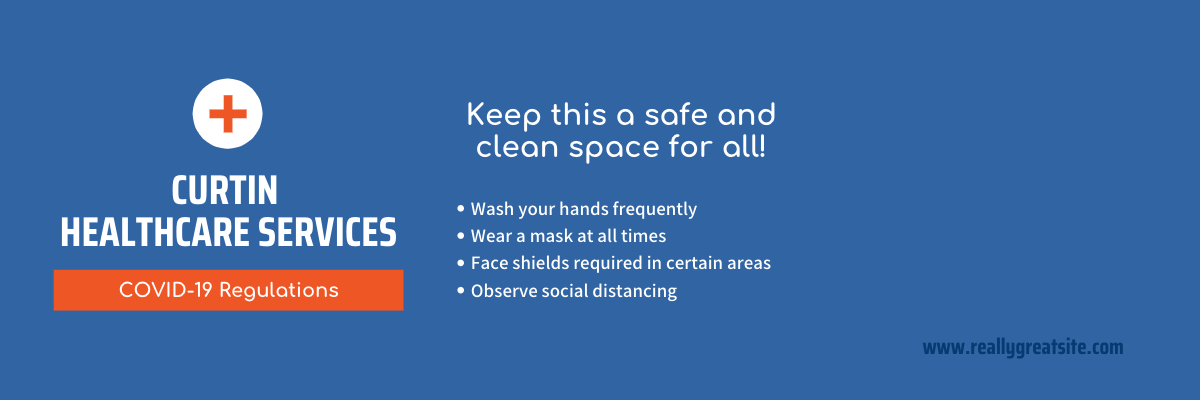 CURTIN
HEALTHCARE SERVICES
COVID-19 Regulations
Keep this a safe and
clean space for all!
• Wash your hands frequently
• Wear a mask at all times
• Face shields required in certain areas
• Observe social distancing
www.reallygreatsite.com